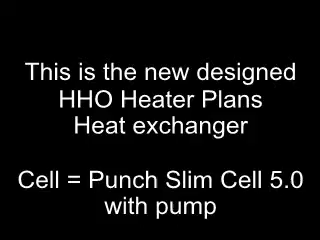 This is the new designed
HHO Heater Plans
Heat exchanger
Cell = Punch Slim Cell 5.0
with pump